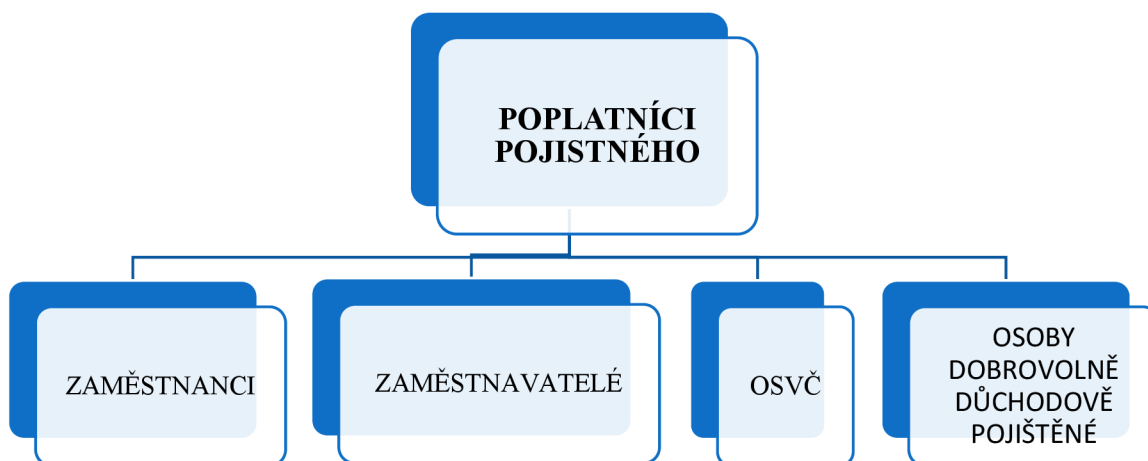 POPLATNÍCI
POJISTNÉHO
ZAMĚSTNANCI
ZAMĚSTNAVATELÉ
OSVČ
OSOBY
DOBROVOLNĚ
DŮCHODOVĚ
POJIŠTĚNÉ